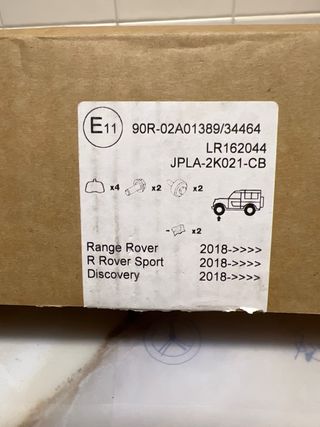 E11 90R-02A01389/34464
LR162044
JPLA-2K021-CB
x4 x2 x2
x2
Range Rover 2018->>>>
R Rover Sport 2018->>>>
Discovery 2018->>>>